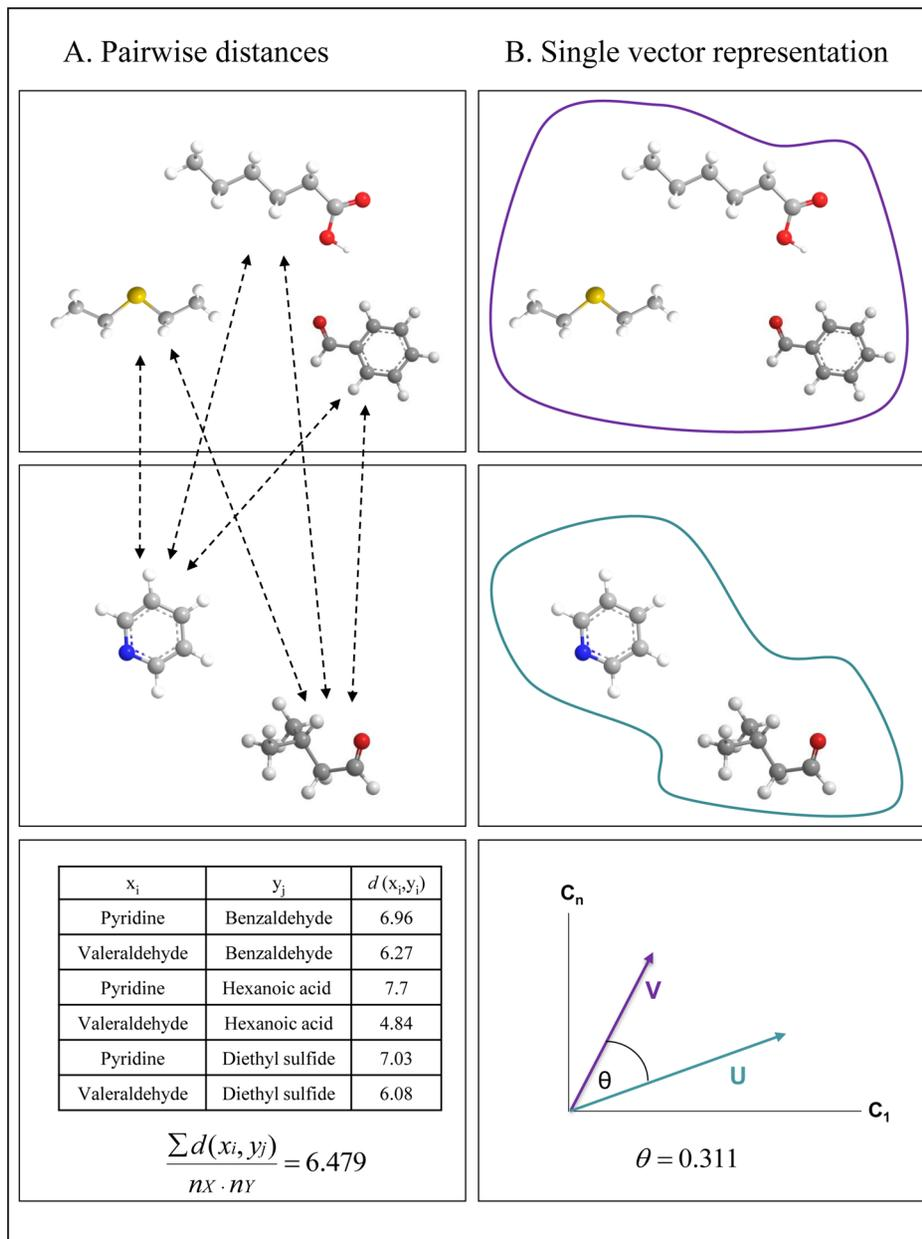 A. Pairwise distances
B. Single vector representation
xi yj d (xi,yi)
Pyridine Benzaldehyde 6.96
Valeraldehyde Benzaldehyde 6.27
Pyridine Hexanoic acid 7.7
Valeraldehyde Hexanoic acid 4.84
Pyridine Diethyl sulfide 7.03
Valeraldehyde Diethyl sulfide 6.08
∑ d(xi, yj)
nX · nY
= 6.479
Cn
V
θ
U
C1
θ = 0.311